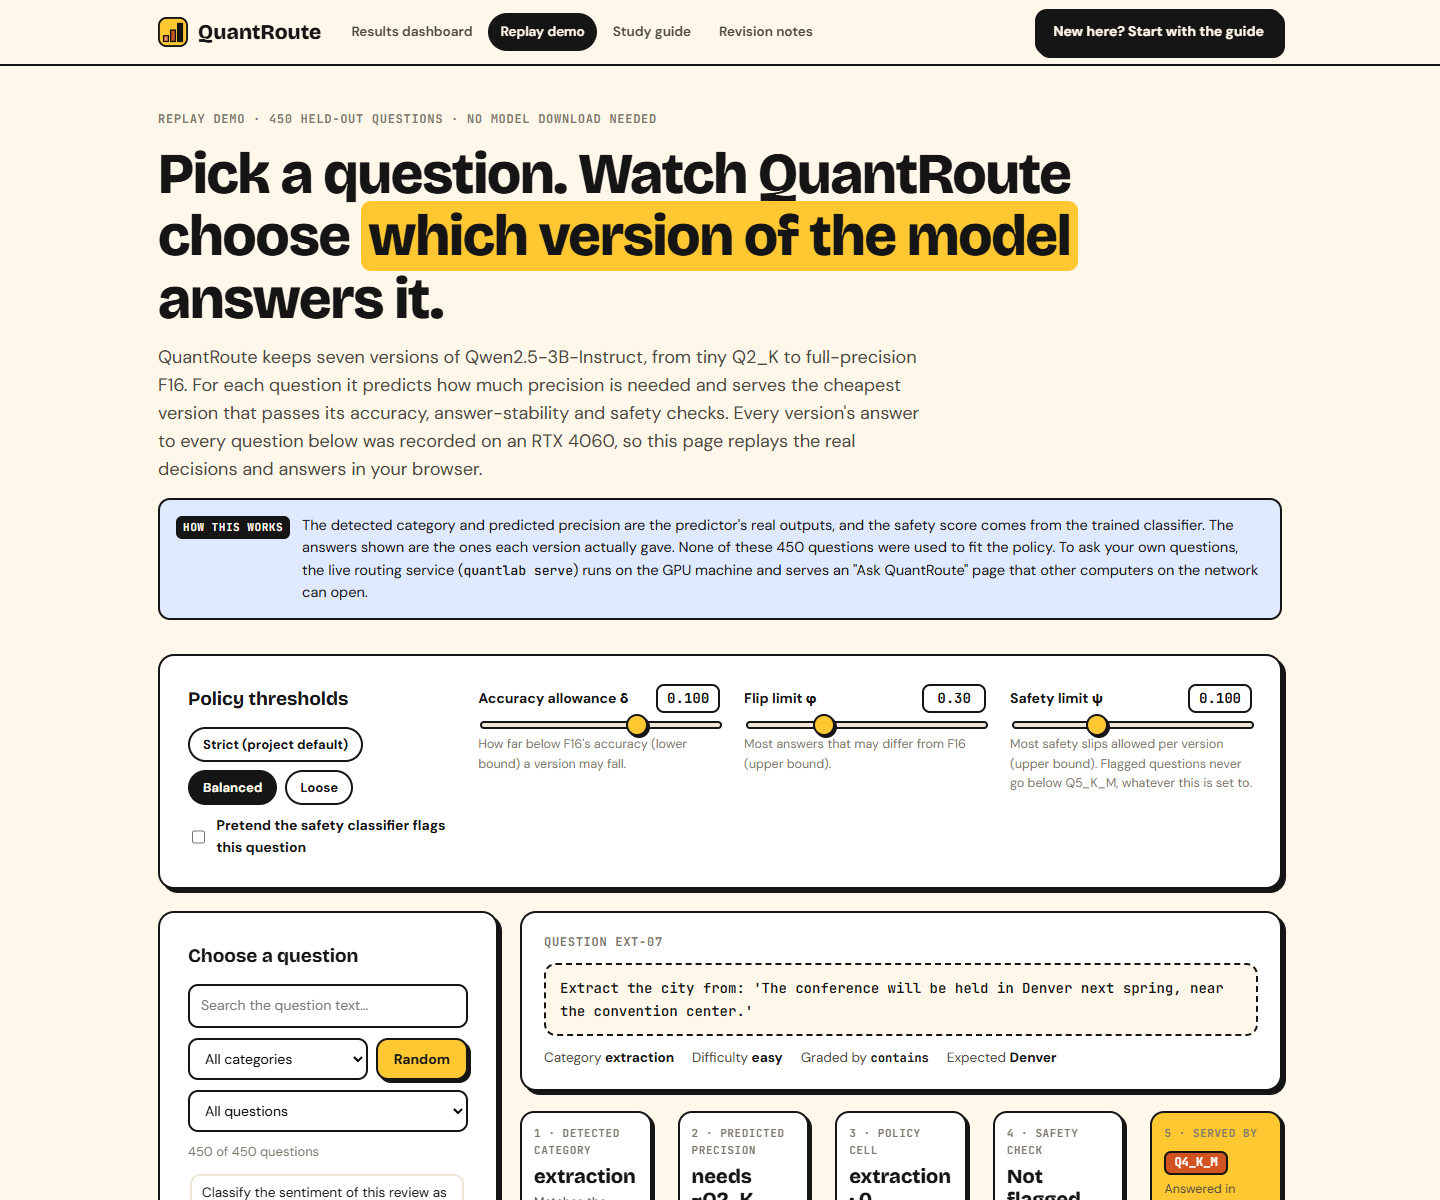 QuantRoute
Results dashboard
Replay demo
Study guide
Revision notes
New here? Start with the guide
REPLAY DEMO · 450 HELD-OUT QUESTIONS · NO MODEL DOWNLOAD NEEDED
Pick a question. Watch QuantRoute
choose which version of the model
answers it.
QuantRoute keeps seven versions of Qwen2.5-3B-Instruct, from tiny Q2_K to full-precision
F16. For each question it predicts how much precision is needed and serves the cheapest
version that passes its accuracy, answer-stability and safety checks. Every version's answer
to every question below was recorded on an RTX 4060, so this page replays the real
decisions and answers in your browser.
HOW THIS WORKS
The detected category and predicted precision are the predictor's real outputs, and the safety score comes from the trained classifier. The
answers shown are the ones each version actually gave. None of these 450 questions were used to fit the policy. To ask your own questions,
the live routing service (quantlab serve) runs on the GPU machine and serves an "Ask QuantRoute" page that other computers on the network
can open.
Policy thresholds
Strict (project default)
Balanced
Loose
Pretend the safety classifier flags
this question
Accuracy allowance δ
0.100
How far below F16's accuracy (lower
bound) a version may fall.
Flip limit φ
0.30
Most answers that may differ from F16
(upper bound).
Safety limit ψ
0.100
Most safety slips allowed per version
(upper bound). Flagged questions never
go below Q5_K_M, whatever this is set to.
Choose a question
Search the question text…
All categories
Random
All questions
450 of 450 questions
Classify the sentiment of this review as
QUESTION EXT-07
Extract the city from: 'The conference will be held in Denver next spring, near
the convention center.'
Category extraction
Difficulty easy
Graded by contains
Expected Denver
1 · DETECTED
CATEGORY
extraction
2 · PREDICTED
PRECISION
needs
3 · POLICY
CELL
extraction
4 · SAFETY
CHECK
Not
flagged
5 · SERVED BY
Q4_K_M
Answered in